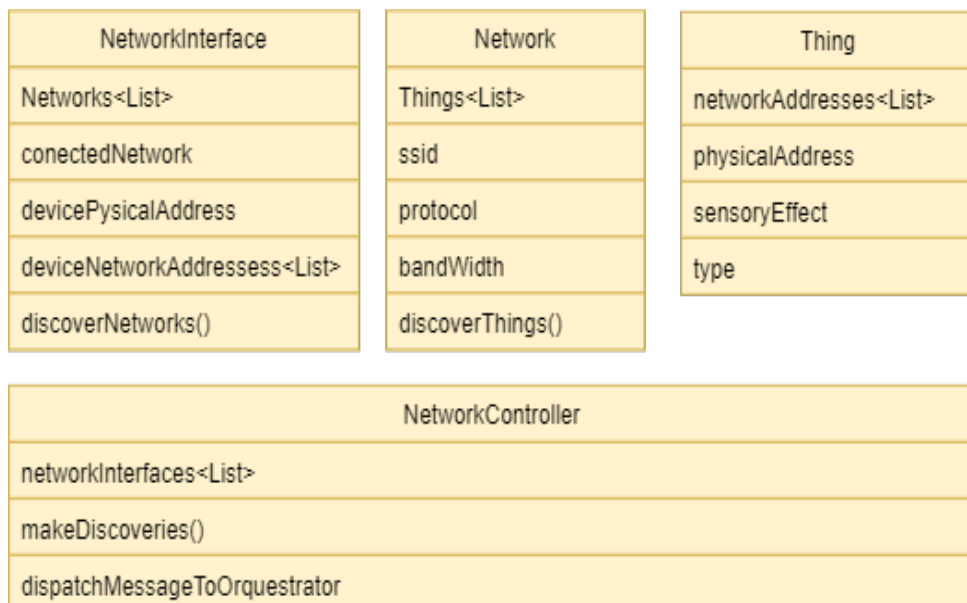 NetworkInterface
Networks<List>
conectedNetwork
devicePysicalAddress
deviceNetworkAddressess<List>
discoverNetworks()
Network
Things<List>
ssid
protocol
bandWidth
discoverThings()
Thing
networkAddresses<List>
physicalAddress
sensoryEffect
type
NetworkController
networkInterfaces<List>
makeDiscoveries()
dispatchMessageToOrquestrator